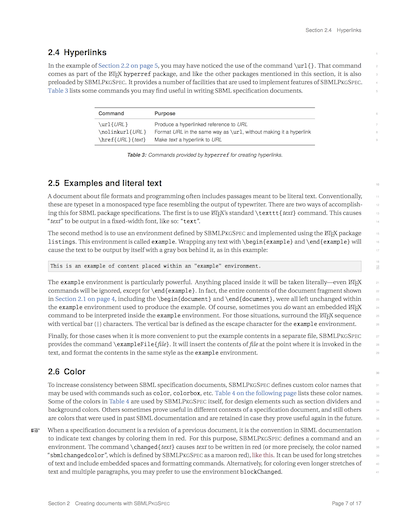 Section 2.4 Hyperlinks
2.4 Hyperlinks
In the example of Section 2.2 on page 5, you may have noticed the use of the command \url{}. That command
comes as part of the LATEX hyperref package, and like the other packages mentioned in this section, it is also
preloaded by SBMLPKGSPEC. It provides a number of facilities that are used to implement features of SBMLPKGSPEC.
Table 3 lists some commands you may find useful in writing SBML specification documents.
Command Purpose
\url{URL} Produce a hyperlinked reference to URL
\nolinkurl{URL} Format URL in the same way as \url, without making it a hyperlink
\href{URL}{text} Make text a hyperlink to URL
Table 3: Commands provided by hyperref for creating hyperlinks.
2.5 Examples and literal text
A document about file formats and programming often includes passages meant to be literal text. Conventionally,
these are typeset in a monospaced type face resembling the output of typewriter. There are two ways of accomplish-
ing this for SBML package specifications. The first is to use LATEX's standard \texttt{text} command. This causes
"text" to be output in a fixed-width font, like so: "text".
The second method is to use an environment defined by SBMLPKGSPEC and implemented using the LATEX package
listings. This environment is called example. Wrapping any text with \begin{example} and \end{example} will
cause the text to be output by itself with a gray box behind it, as in this example:
This is an example of content placed within an "example" environment.
The example environment is particularly powerful. Anything placed inside it will be taken literally—even LATEX
commands will be ignored, except for \end{example}. In fact, the entire contents of the document fragment shown
in Section 2.1 on page 4, including the \begin{document} and \end{document}, were all left unchanged within
the example environment used to produce the example. Of course, sometimes you do want an embedded LATEX
command to be interpreted inside the example environment. For those situations, surround the LATEX sequence
with vertical bar (|) characters. The vertical bar is defined as the escape character for the example environment.
Finally, for those cases when it is more convenient to put the example contents in a separate file, SBMLPKGSPEC
provides the command \exampleFile{file}. It will insert the contents of file at the point where it is invoked in the
text, and format the contents in the same style as the example environment.
2.6 Color
To increase consistency between SBML specification documents, SBMLPKGSPEC defines custom color names that
may be used with commands such as color, colorbox, etc. Table 4 on the following page lists these color names.
Some of the colors in Table 4 are used by SBMLPKGSPEC itself, for design elements such as section dividers and
background colors. Others sometimes prove useful in different contexts of a specification document, and still others
are colors that were used in past SBML documentation and are retained in case they prove useful again in the future.
When a specification document is a revision of a previous document, it is the convention in SBML documentation
to indicate text changes by coloring them in red. For this purpose, SBMLPKGSPEC defines a command and an
environment. The command \changed{text} causes text to be written in red (or more precisely, the color named
"sbmlchangedcolor", which is defined by SBMLPKGSPEC as a maroon red), like this. It can be used for long stretches
of text and include embedded spaces and formatting commands. Alternatively, for coloring even longer stretches of
text and multiple paragraphs, you may prefer to use the environment blockChanged.
Section 2 Creating documents with SBMLPKGSPEC
Page 7 of 17